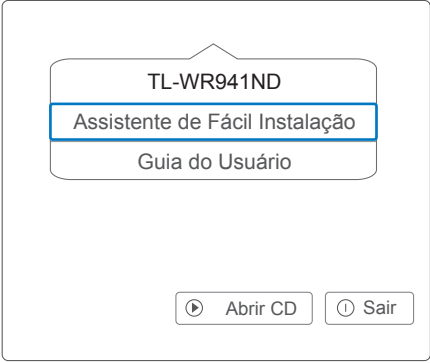 TL-WR941ND
Assistente de Fácil Instalação
Guia do Usuário
Abrir CD Sair